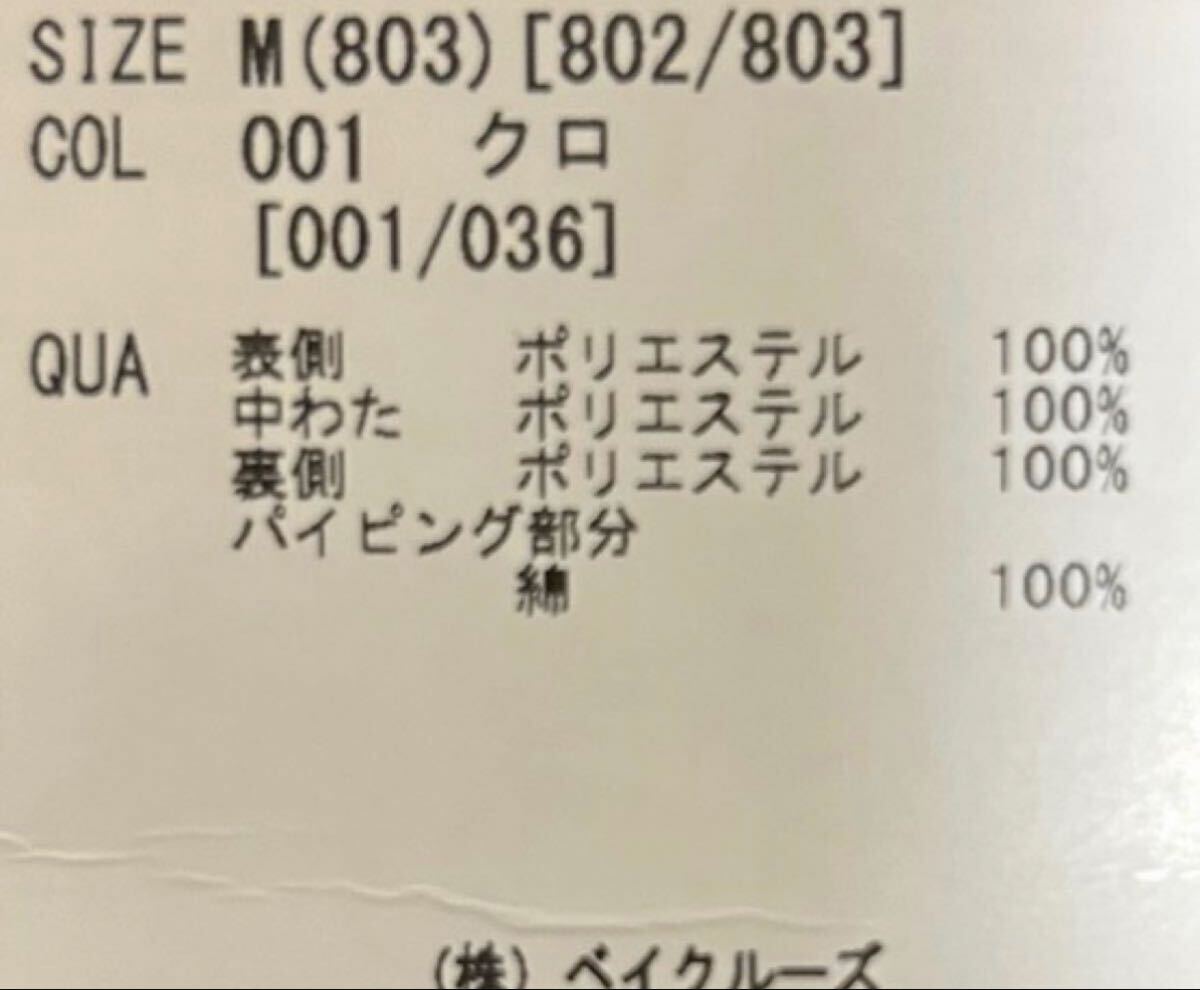 SIZE M(803)[802/803]
COL 001 クロ
[001/036]
QUA 表側 ポリエステル 100%
中わた ポリエステル 100%
裏側 ポリエステル 100%
パイピング部分
綿 100%
(株)ベイクルーズ